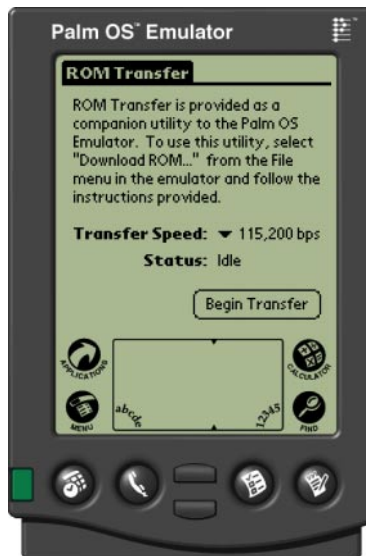 Palm OS™ Emulator
ROM Transfer
ROM Transfer is provided as a
companion utility to the Palm OS
Emulator. To use this utility, select
"Download ROM..." from the File
menu in the emulator and follow the
instructions provided.
Transfer Speed: 115,200 bps
Status: Idle
Begin Transfer
APPLICATIONS
CALCULATOR
MENU
abcde
12345
FIND